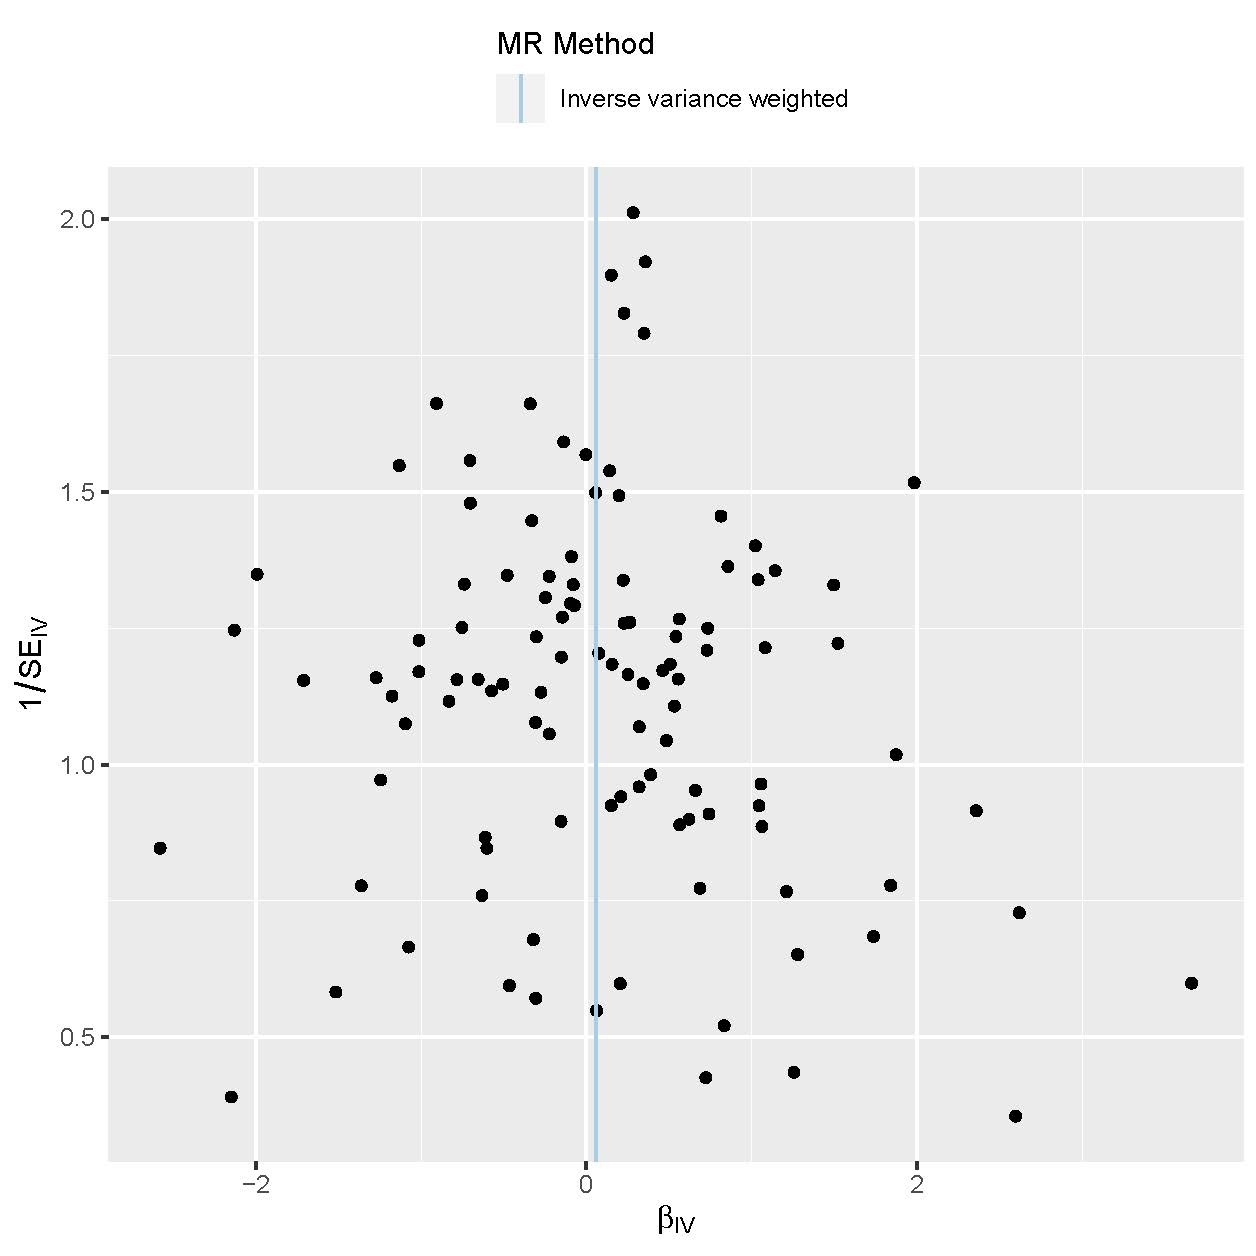 MR Method
Inverse variance weighted
2.0
1.5
1.0
0.5
1/SE_IV
−2 0 2
β_IV